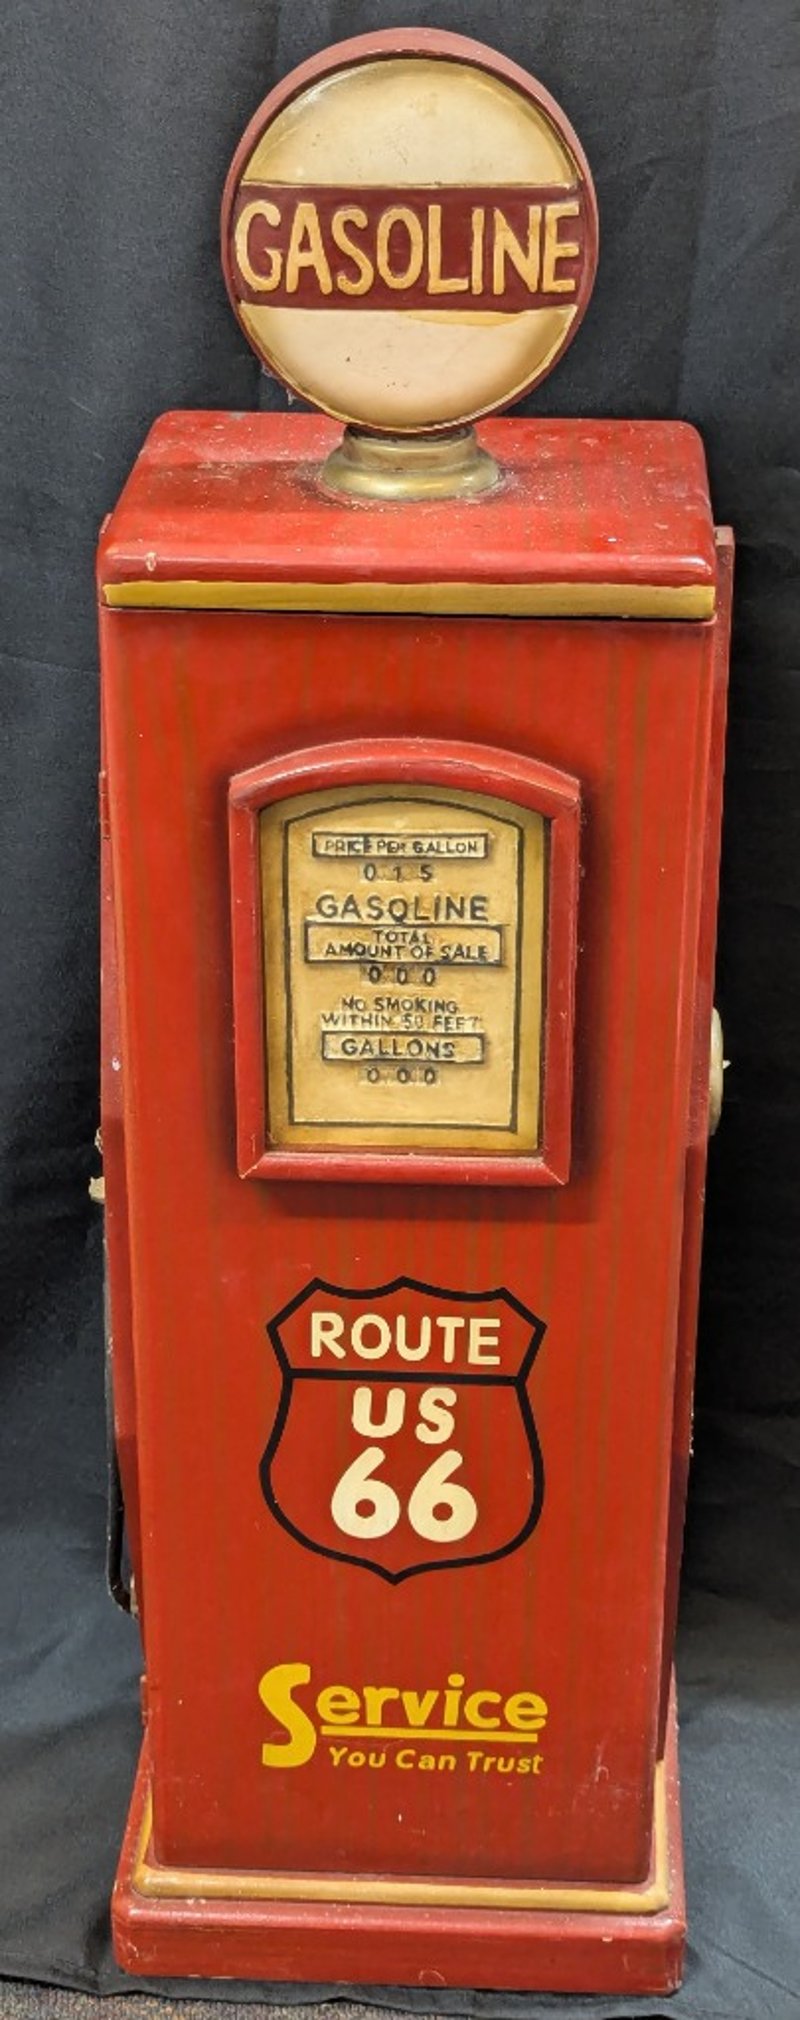 GASOLINE
PRICE PER GALLON
0 1 5
GASOLINE
TOTAL
AMOUNT OF SALE
0 0 0
NO SMOKING
WITHIN 50 FEET
GALLONS
0 0 0
ROUTE
US
66
Service
You Can Trust